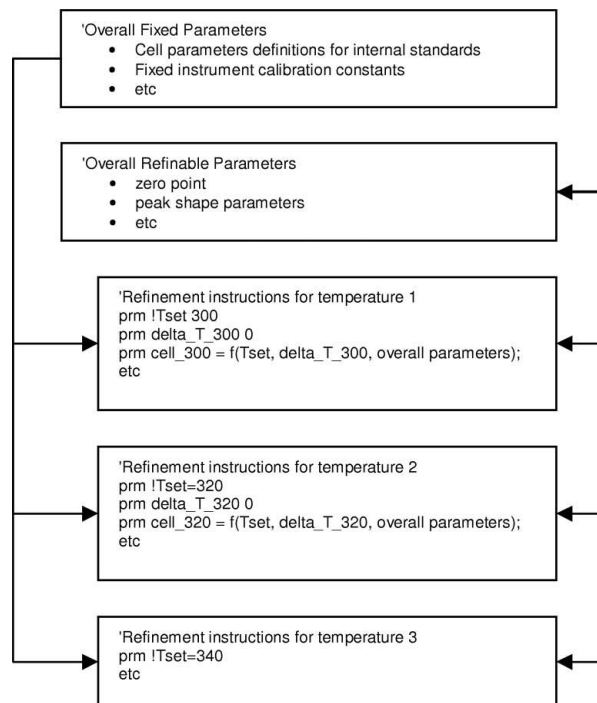 'Overall Fixed Parameters
• Cell parameters definitions for internal standards
• Fixed instrument calibration constants
• etc
'Overall Refinable Parameters
• zero point
• peak shape parameters
• etc
'Refinement instructions for temperature 1
prm !Tset 300
prm delta_T_300 0
prm cell_300 = f(Tset, delta_T_300, overall parameters);
etc
'Refinement instructions for temperature 2
prm !Tset=320
prm delta_T_320 0
prm cell_320 = f(Tset, delta_T_320, overall parameters);
etc
'Refinement instructions for temperature 3
prm !Tset=340
etc